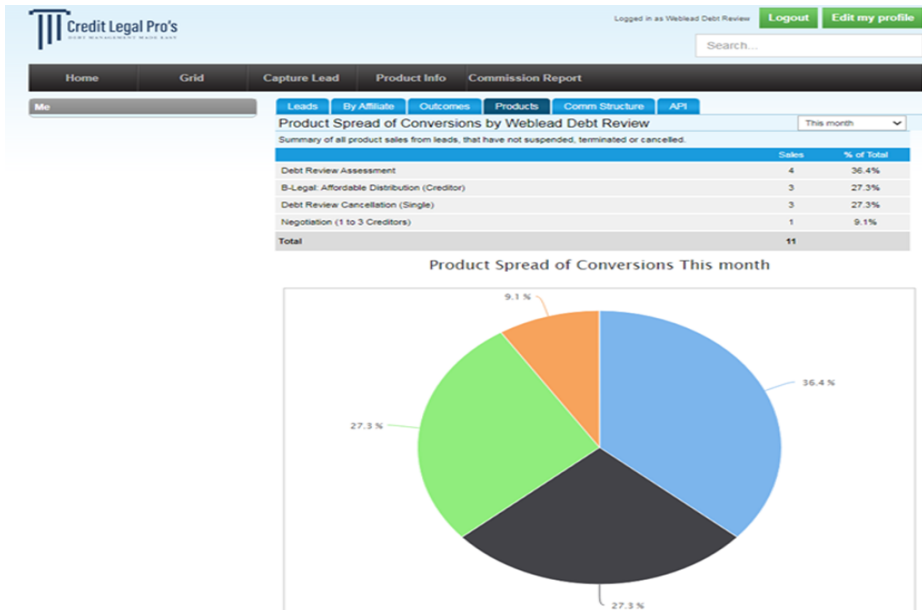 Credit Legal Pro's
DEBT MANAGEMENT MADE EASY
Logged in as Weblead Debt Review
Logout
Edit my profile
Search...
Home Grid Capture Lead Product Info Commission Report
Me
Leads By Affiliate Outcomes Products Comm Structure API
Product Spread of Conversions by Weblead Debt Review
This month
Summary of all product sales from leads, that have not suspended, terminated or cancelled.
Sales % of Total
Debt Review Assessment 4 36.4%
B-Legal: Affordable Distribution (Creditor) 3 27.3%
Debt Review Cancellation (Single) 3 27.3%
Negotiation (1 to 3 Creditors) 1 9.1%
Total 11
Product Spread of Conversions This month
9.1 %
36.4 %
27.3 %
27.3 %